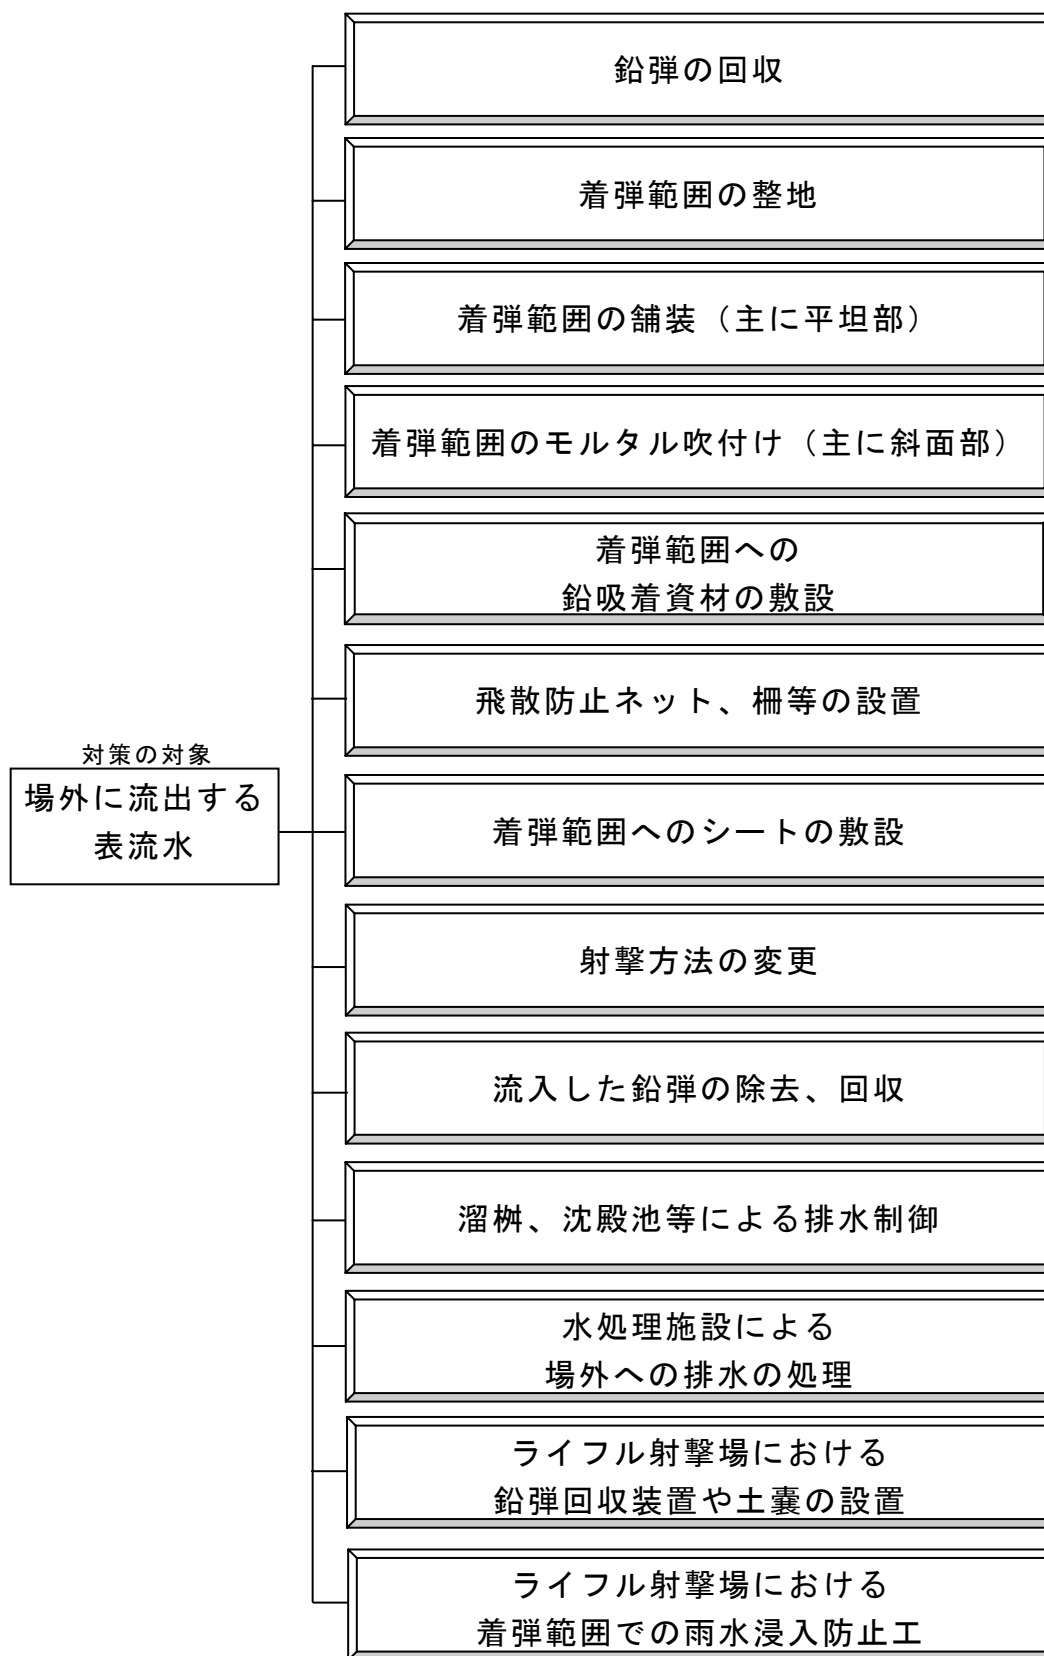 鉛弾の回収
着弾範囲の整地
着弾範囲の舗装（主に平坦部）
着弾範囲のモルタル吹付け（主に斜面部）
着弾範囲への
鉛吸着資材の敷設
飛散防止ネット、柵等の設置
対策の対象
場外に流出する
表流水
着弾範囲へのシートの敷設
射撃方法の変更
流入した鉛弾の除去、回収
溜桝、沈殿池等による排水制御
水処理施設による
場外への排水の処理
ライフル射撃場における
鉛弾回収装置や土嚢の設置
ライフル射撃場における
着弾範囲での雨水浸入防止工